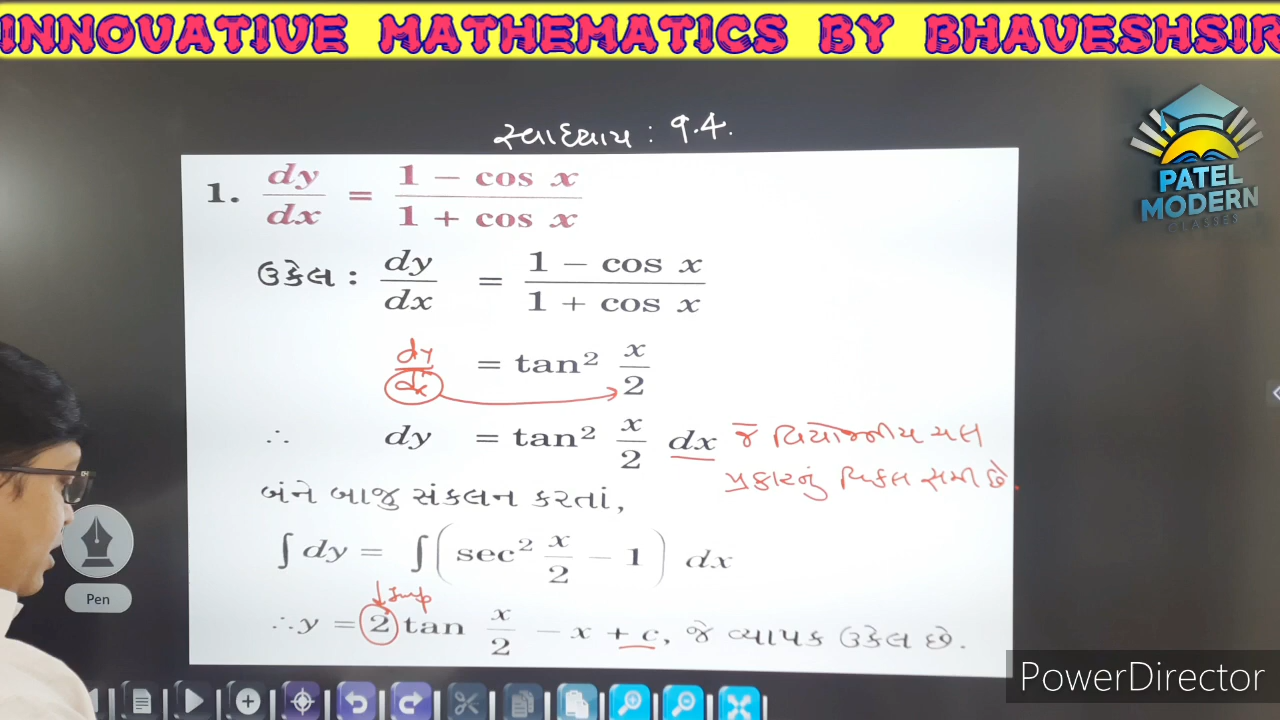 INNOVATIVE MATHEMATICS BY BHAVESHSIR
સ્વાધ્યાય : ૧.4.
PATEL
MODERN
CLASSES
1. dy/dx = 1 − cos x / 1 + cos x
ઉકેલ : dy/dx = 1 − cos x / 1 + cos x
dy/dx = tan² x/2
∴ dy = tan² x/2 dx જે વિયોજનીય ચલ
પ્રકારનું વિકલ સમી છે.
બંને બાજુ સંકલન કરતાં,
∫ dy = ∫ (sec² x/2 − 1) dx
Imp
∴ y = 2 tan x/2 − x + c, જે વ્યાપક ઉકેલ છે.
Pen
PowerDirector